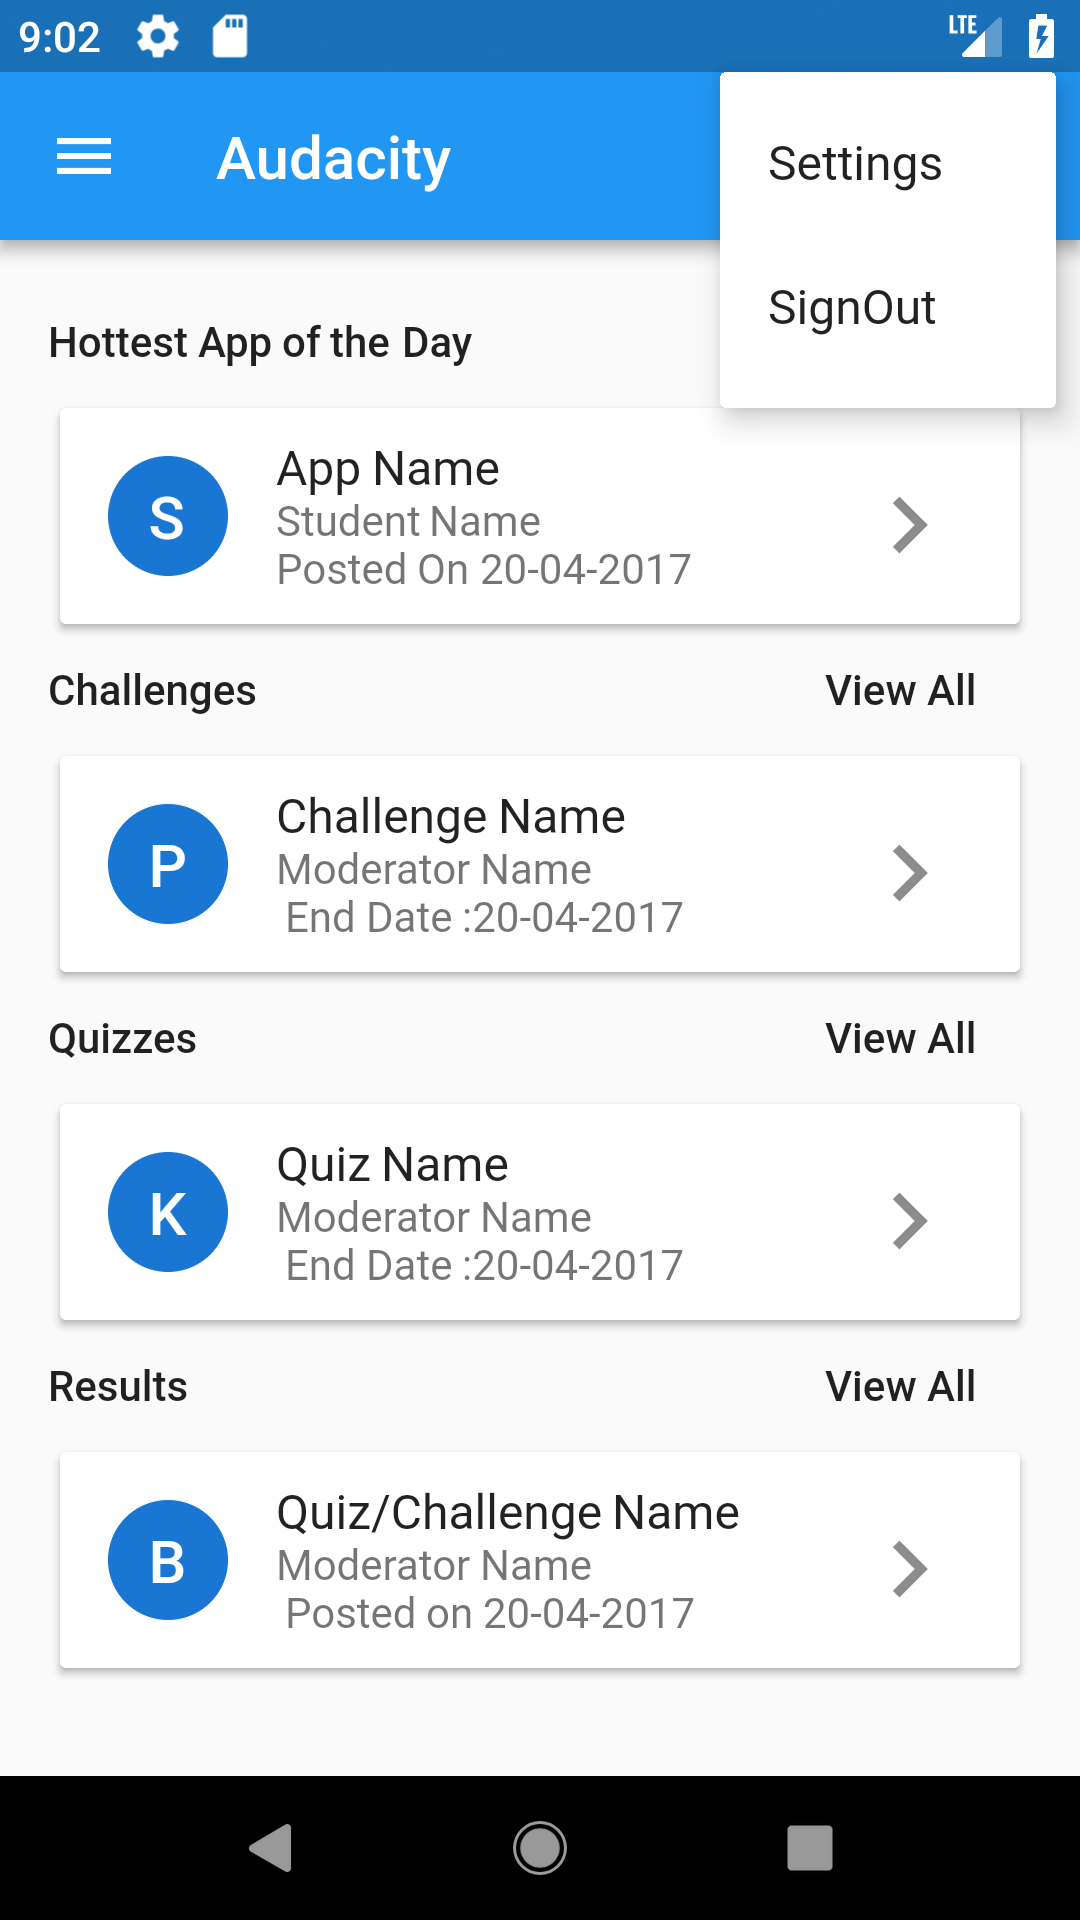 9:02
LTE
Audacity
Settings
SignOut
Hottest App of the Day
S
App Name
Student Name
Posted On 20-04-2017
Challenges
View All
P
Challenge Name
Moderator Name
End Date :20-04-2017
Quizzes
View All
K
Quiz Name
Moderator Name
End Date :20-04-2017
Results
View All
B
Quiz/Challenge Name
Moderator Name
Posted on 20-04-2017